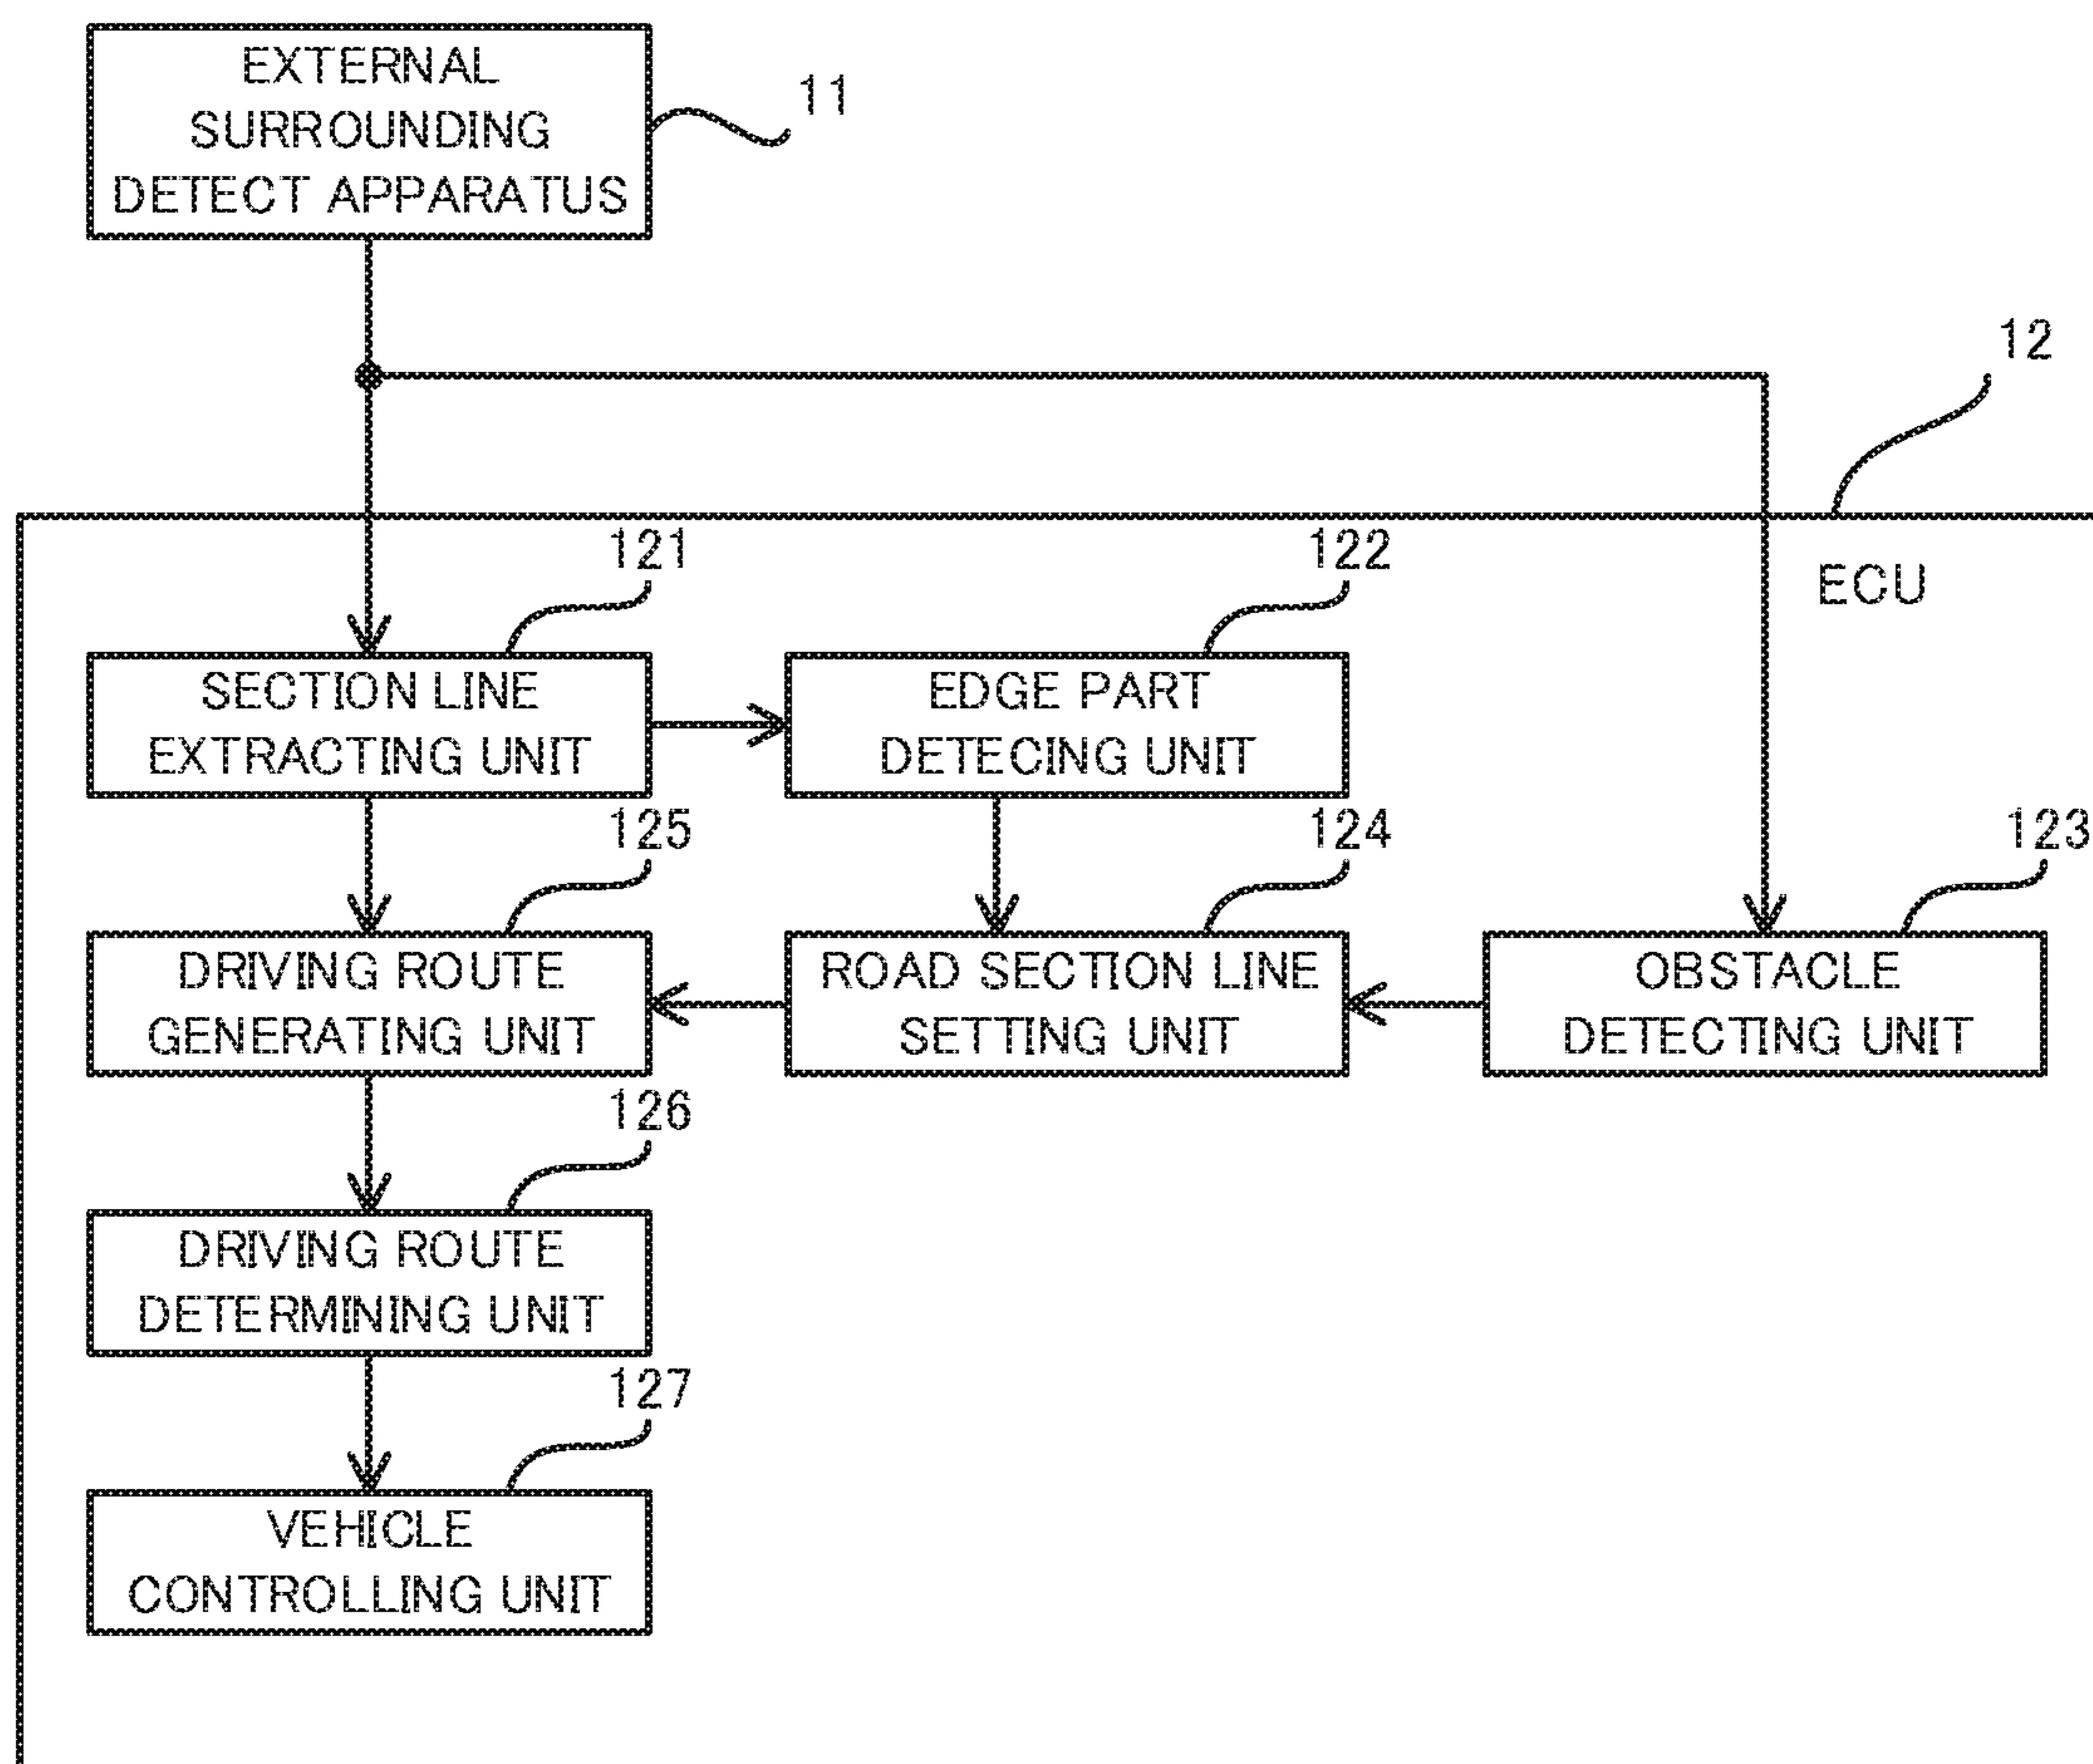 EXTERNAL
SURROUNDING
DETECT APPARATUS
11
12
ECU
121
SECTION LINE
EXTRACTING UNIT
122
EDGE PART
DETECING UNIT
125
DRIVING ROUTE
GENERATING UNIT
124
ROAD SECTION LINE
SETTING UNIT
123
OBSTACLE
DETECTING UNIT
126
DRIVING ROUTE
DETERMINING UNIT
127
VEHICLE
CONTROLLING UNIT